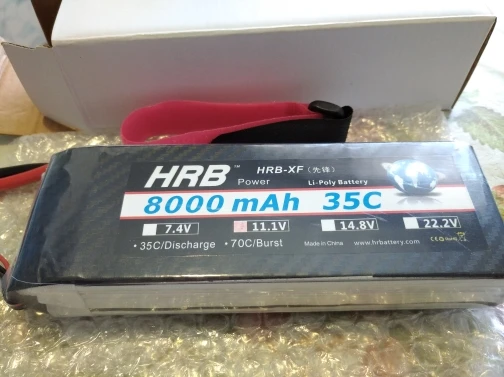 HRB™ HRB-XF (先锋)
Power Li-Poly Battery
8000 mAh 35C
7.4V 11.1V 14.8V 22.2V
• 35C/Discharge • 70C/Burst Made in China www.hrbattery.com